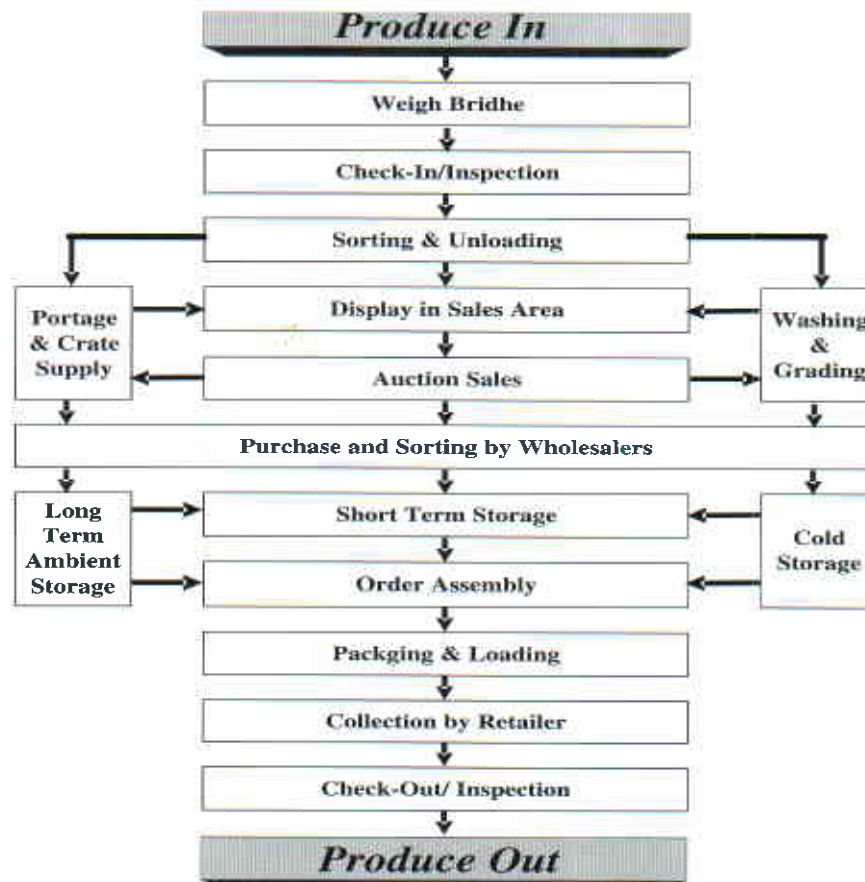 Produce In
Weigh Bridhe
Check-In/Inspection
Sorting & Unloading
Portage
& Crate
Supply
Display in Sales Area
Washing
&
Grading
Auction Sales
Purchase and Sorting by Wholesalers
Long
Term
Ambient
Storage
Short Term Storage
Cold
Storage
Order Assembly
Packging & Loading
Collection by Retailer
Check-Out/ Inspection
Produce Out